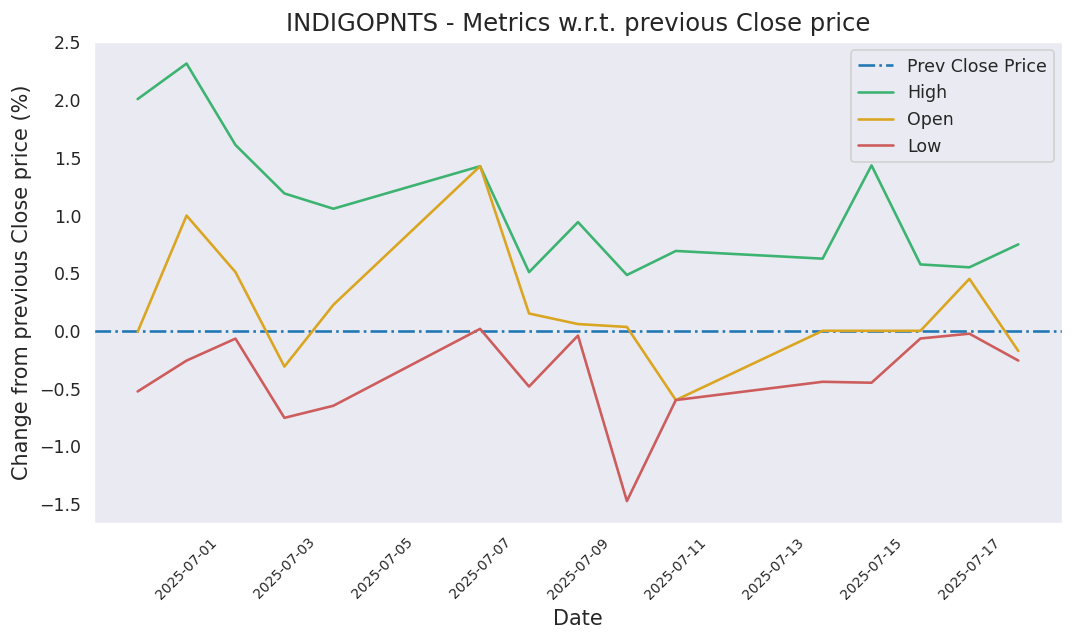 INDIGOPNTS - Metrics w.r.t. previous Close price
Change from previous Close price (%)
2.5
2.0
1.5
1.0
0.5
0.0
−0.5
−1.0
−1.5
Prev Close Price
High
Open
Low
2025-07-01
2025-07-03
2025-07-05
2025-07-07
2025-07-09
2025-07-11
2025-07-13
2025-07-15
2025-07-17
Date